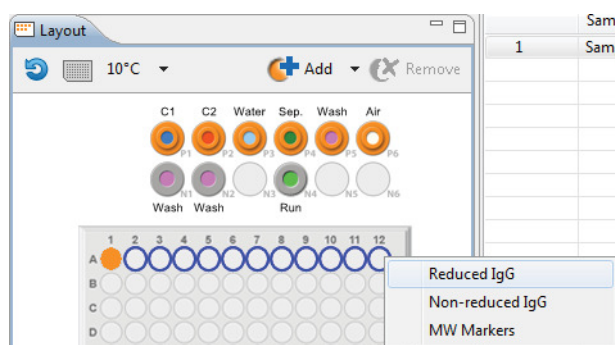 Layout
Sam
1 Sam
10°C Add Remove
C1 C2 Water Sep. Wash Air
P1 P2 P3 P4 P5 P6
N1 N2 N3 N4 N5 N6
Wash Wash Run
1 2 3 4 5 6 7 8 9 10 11 12
A
B
C
D
Reduced IgG
Non-reduced IgG
MW Markers